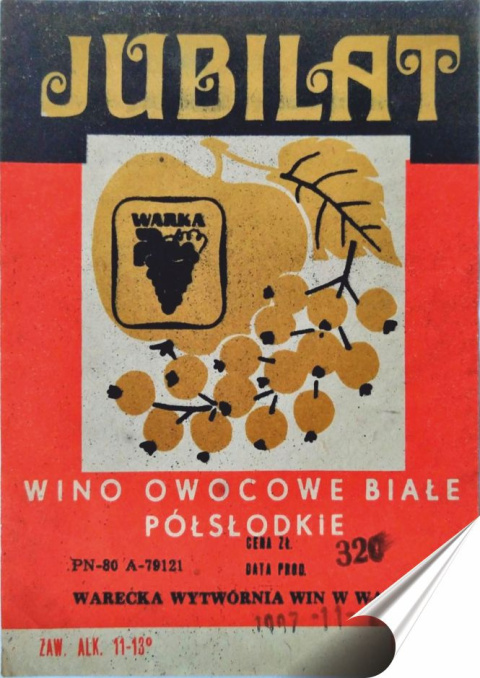 JUBILAT
WARKA
WINO OWOCOWE BIAŁE
PÓŁSŁODKIE
CENA ZŁ. 320
PN-80 A-79121 DATA PROD.
WARECKA WYTWÓRNIA WIN W
ZAW. ALK. 11-13°